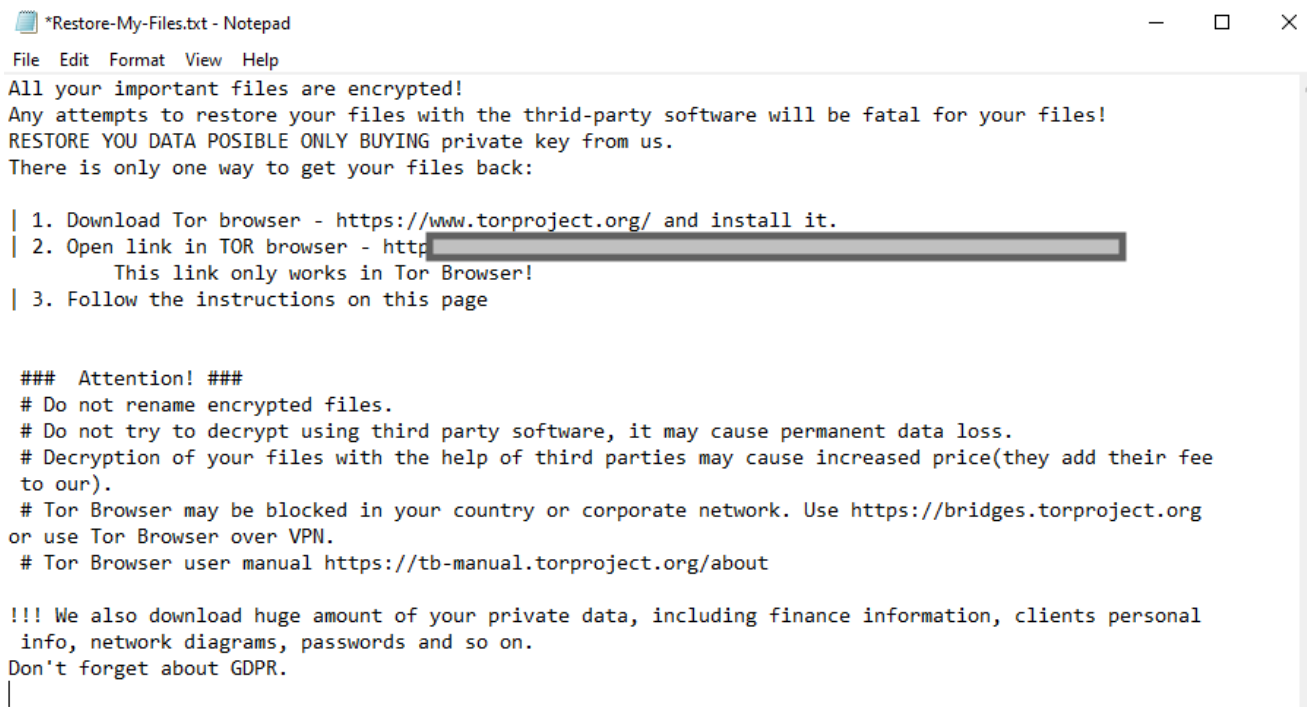 *Restore-My-Files.txt - Notepad
File Edit Format View Help
All your important files are encrypted!
Any attempts to restore your files with the thrid-party software will be fatal for your files!
RESTORE YOU DATA POSIBLE ONLY BUYING private key from us.
There is only one way to get your files back:
| 1. Download Tor browser - https://www.torproject.org/ and install it.
| 2. Open link in TOR browser - http
This link only works in Tor Browser!
| 3. Follow the instructions on this page
### Attention! ###
# Do not rename encrypted files.
# Do not try to decrypt using third party software, it may cause permanent data loss.
# Decryption of your files with the help of third parties may cause increased price(they add their fee
to our).
# Tor Browser may be blocked in your country or corporate network. Use https://bridges.torproject.org
or use Tor Browser over VPN.
# Tor Browser user manual https://tb-manual.torproject.org/about
!!! We also download huge amount of your private data, including finance information, clients personal
info, network diagrams, passwords and so on.
Don't forget about GDPR.